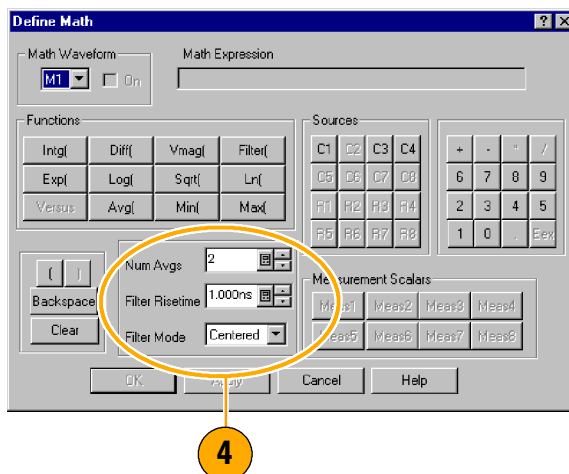 Define Math
Math Waveform
Math Expression
M1
On
Functions
Intg( Diff( Vmag( Filter(
Exp( Log( Sqrt( Ln(
Versus Avg( Min( Max(
Sources
C1 C2 C3 C4
C5 C6 C7 C8
R1 R2 R3 R4
R5 R6 R7 R8
+ - * /
6 7 8 9
2 3 4 5
1 0 . Eex
( )
Backspace
Clear
Num Avgs 2
Filter Risetime 1.000ns
Filter Mode Centered
Measurement Scalars
Meas1 Meas2 Meas3 Meas4
Meas5 Meas6 Meas7 Meas8
OK Apply Cancel Help
4